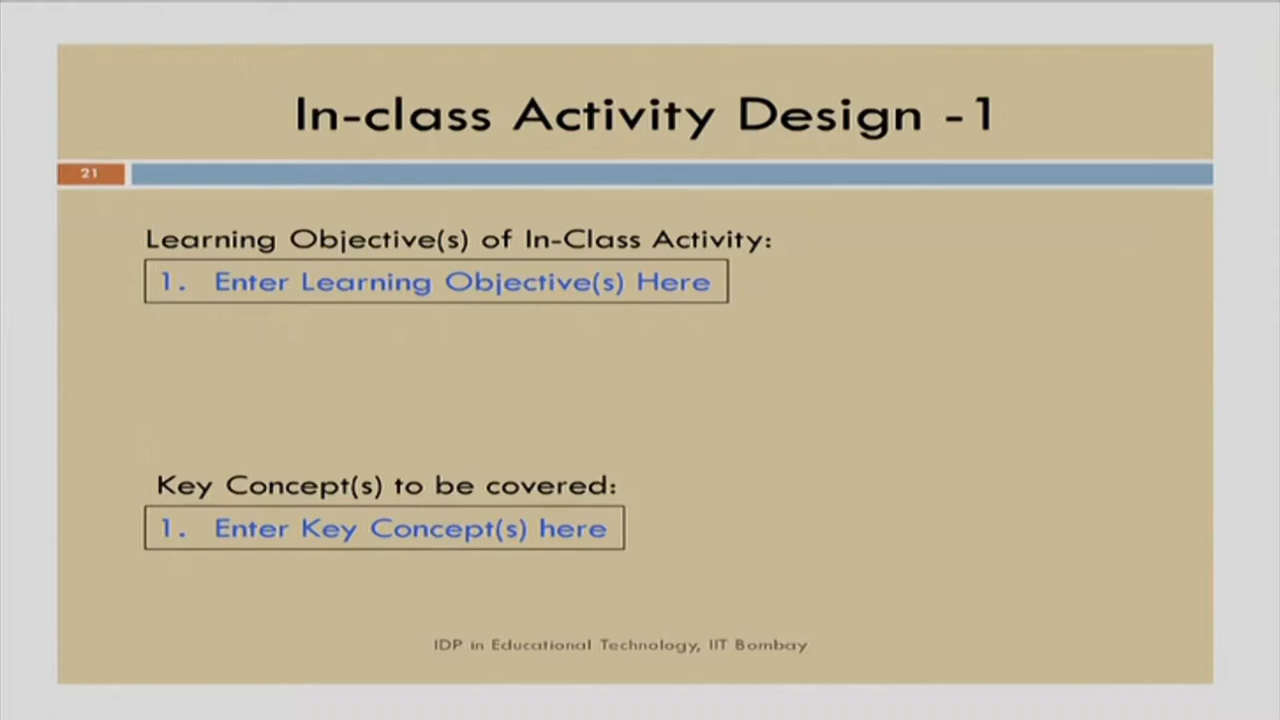 In-class Activity Design -1
21
Learning Objective(s) of In-Class Activity:
1. Enter Learning Objective(s) Here
Key Concept(s) to be covered:
1. Enter Key Concept(s) here
IDP in Educational Technology, IIT Bombay